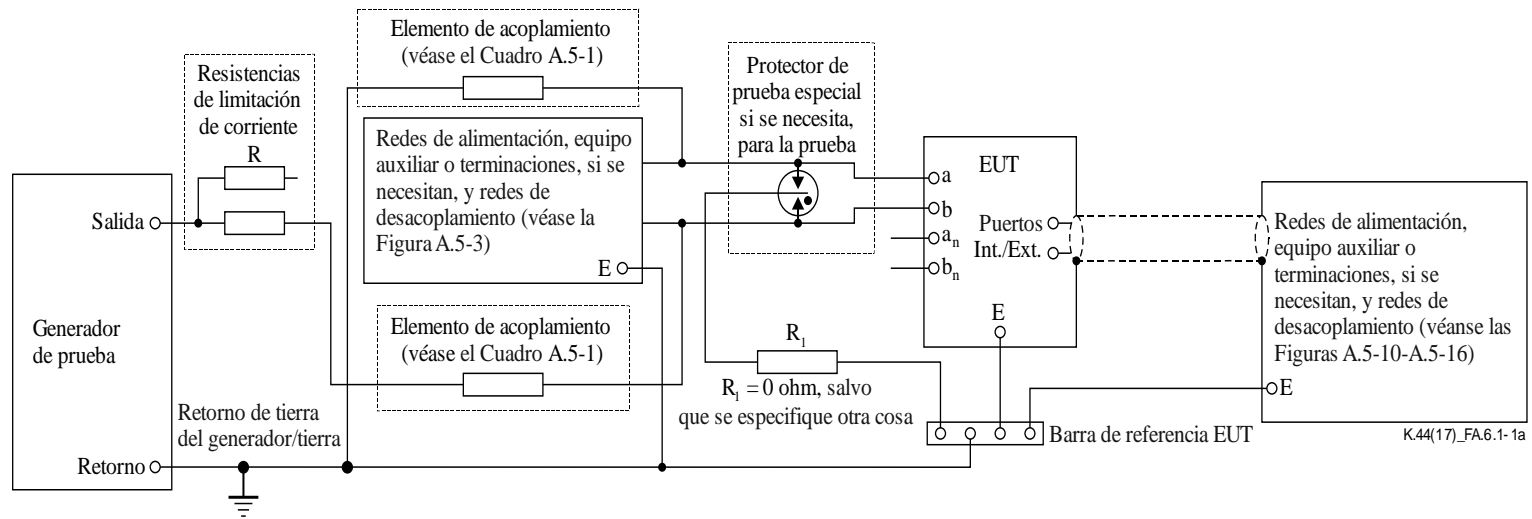 Elemento de acoplamiento
(véase el Cuadro A.5-1)
Resistencias
de limitación
de corriente
R
Protector de
prueba especial
si se necesita,
para la prueba
Redes de alimentación, equipo
auxiliar o terminaciones, si se
necesitan, y redes de
desacoplamiento (véase la
Figura A.5-3)
E
EUT
a
b
aₙ
bₙ
Puertos
Int./Ext.
E
Redes de alimentación,
equipo auxiliar o
terminaciones, si se
necesitan, y redes de
desacoplamiento (véanse las
Figuras A.5-10-A.5-16)
E
Salida
Generador
de prueba
Retorno
Elemento de acoplamiento
(véase el Cuadro A.5-1)
R₁
R₁ = 0 ohm, salvo
que se especifique otra cosa
Retorno de tierra
del generador/tierra
Barra de referencia EUT
K.44(17)_FA.6.1-1a